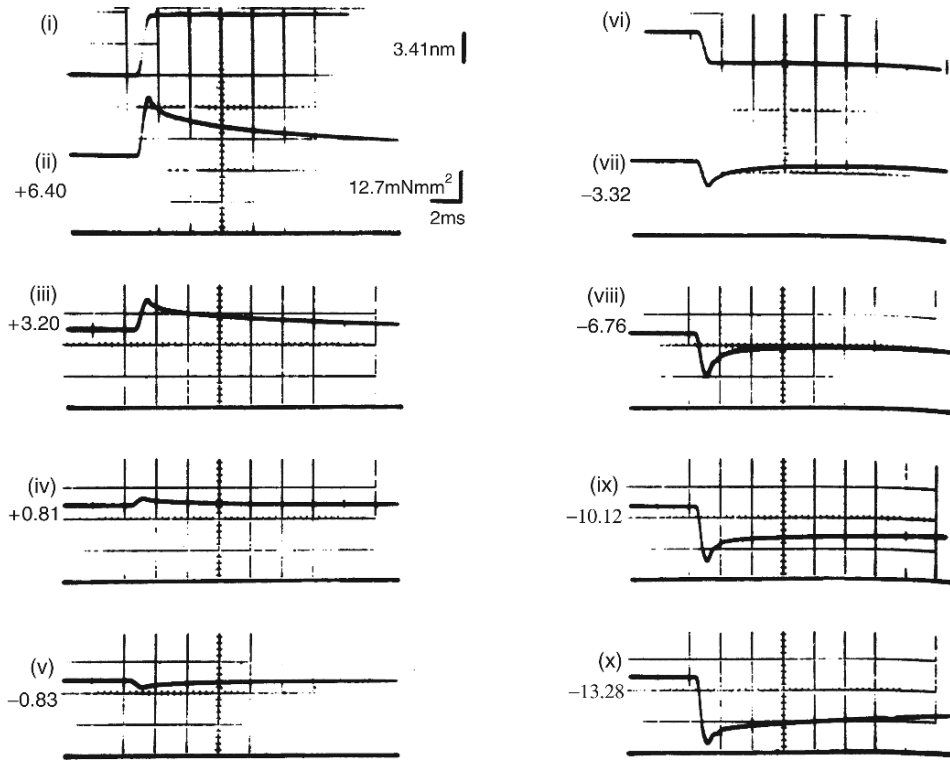 (i)
3.41nm
(ii)
+6.40
12.7mNmm²
2ms
(iii)
+3.20
(iv)
+0.81
(v)
−0.83
(vi)
(vii)
−3.32
(viii)
−6.76
(ix)
−10.12
(x)
−13.28